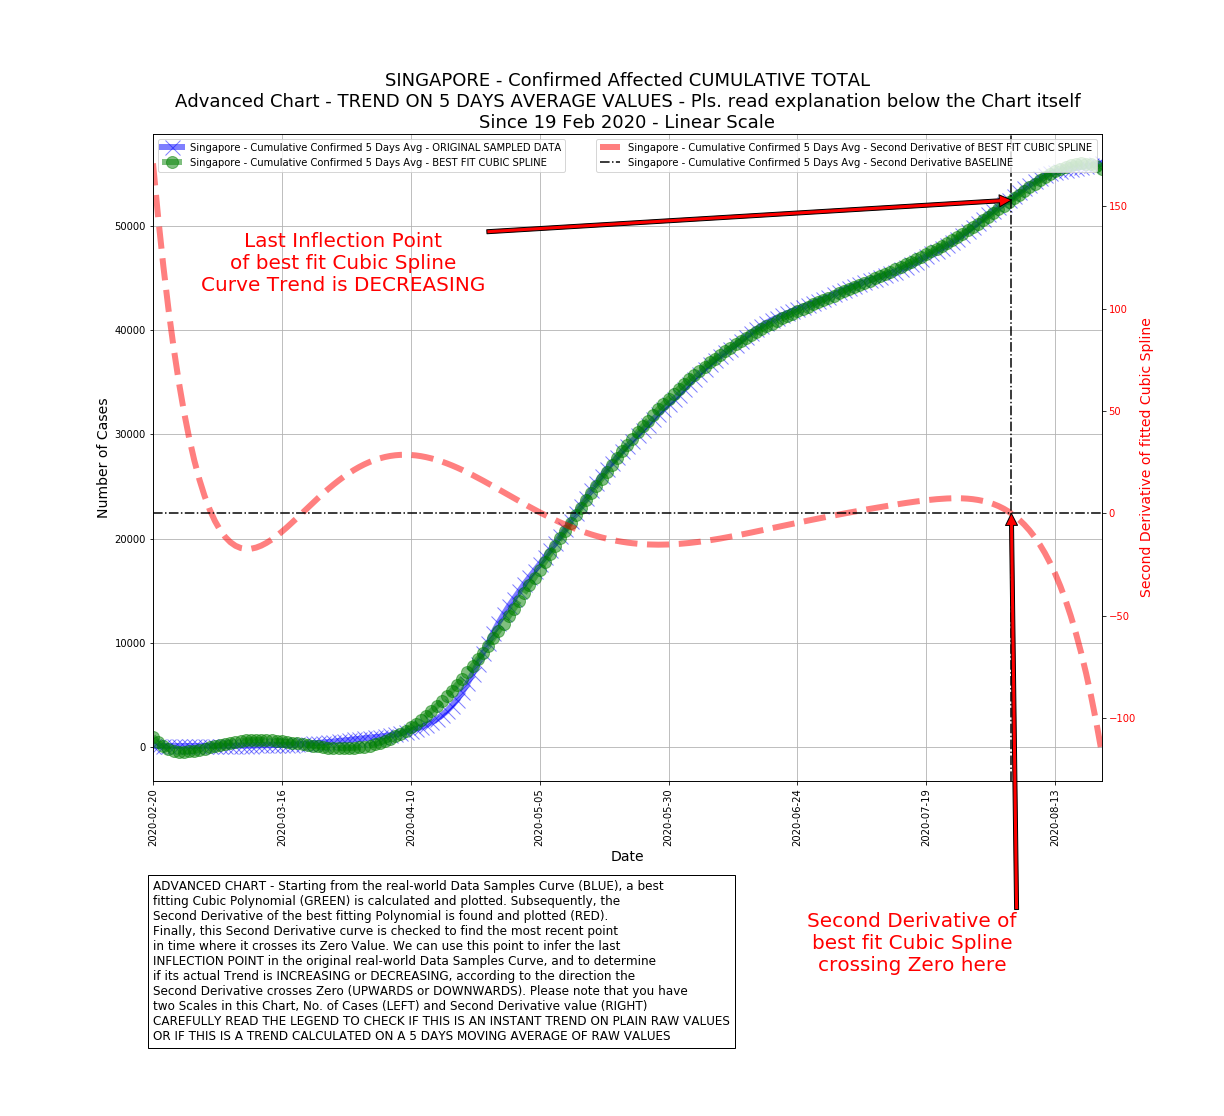 SINGAPORE - Confirmed Affected CUMULATIVE TOTAL
Advanced Chart - TREND ON 5 DAYS AVERAGE VALUES - Pls. read explanation below the Chart itself
Since 19 Feb 2020 - Linear Scale
Singapore - Cumulative Confirmed 5 Days Avg - ORIGINAL SAMPLED DATA
Singapore - Cumulative Confirmed 5 Days Avg - BEST FIT CUBIC SPLINE
Singapore - Cumulative Confirmed 5 Days Avg - Second Derivative of BEST FIT CUBIC SPLINE
Singapore - Cumulative Confirmed 5 Days Avg - Second Derivative BASELINE
Last Inflection Point
of best fit Cubic Spline
Curve Trend is DECREASING
Number of Cases
50000
40000
30000
20000
10000
0
150
100
50
0
−50
−100
Second Derivative of fitted Cubic Spline
2020-02-20
2020-03-16
2020-04-10
2020-05-05
2020-05-30
2020-06-24
2020-07-19
2020-08-13
Date
ADVANCED CHART - Starting from the real-world Data Samples Curve (BLUE), a best
fitting Cubic Polynomial (GREEN) is calculated and plotted. Subsequently, the
Second Derivative of the best fitting Polynomial is found and plotted (RED).
Finally, this Second Derivative curve is checked to find the most recent point
in time where it crosses its Zero Value. We can use this point to infer the last
INFLECTION POINT in the original real-world Data Samples Curve, and to determine
if its actual Trend is INCREASING or DECREASING, according to the direction the
Second Derivative crosses Zero (UPWARDS or DOWNWARDS). Please note that you have
two Scales in this Chart, No. of Cases (LEFT) and Second Derivative value (RIGHT)
CAREFULLY READ THE LEGEND TO CHECK IF THIS IS AN INSTANT TREND ON PLAIN RAW VALUES
OR IF THIS IS A TREND CALCULATED ON A 5 DAYS MOVING AVERAGE OF RAW VALUES
Second Derivative of
best fit Cubic Spline
crossing Zero here